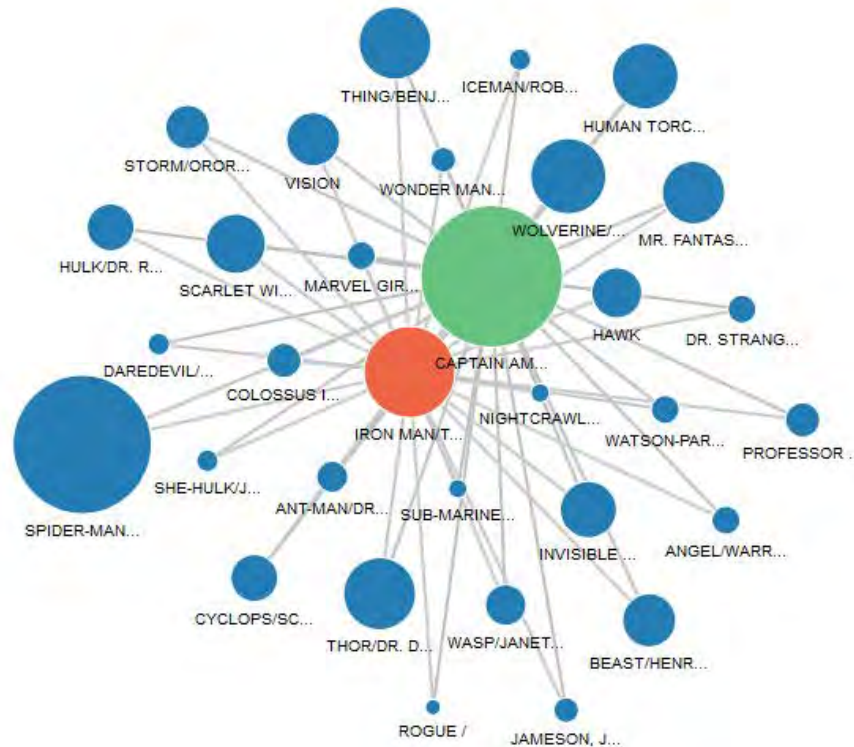 THING/BENJ...
ICEMAN/ROB...
HUMAN TORC...
STORM/OROR...
VISION
WONDER MAN...
WOLVERINE/...
MR. FANTAS...
HULK/DR. R...
SCARLET WI...
MARVEL GIR...
HAWK
DR. STRANG...
DAREDEVIL/...
COLOSSUS I...
CAPTAIN AM...
IRON MAN/T...
NIGHTCRAWL...
WATSON-PAR...
PROFESSOR ...
SPIDER-MAN...
SHE-HULK/J...
ANT-MAN/DR...
SUB-MARINE...
INVISIBLE ...
ANGEL/WARR...
CYCLOPS/SC...
THOR/DR. D...
WASP/JANET...
BEAST/HENR...
ROGUE /
JAMESON, J...